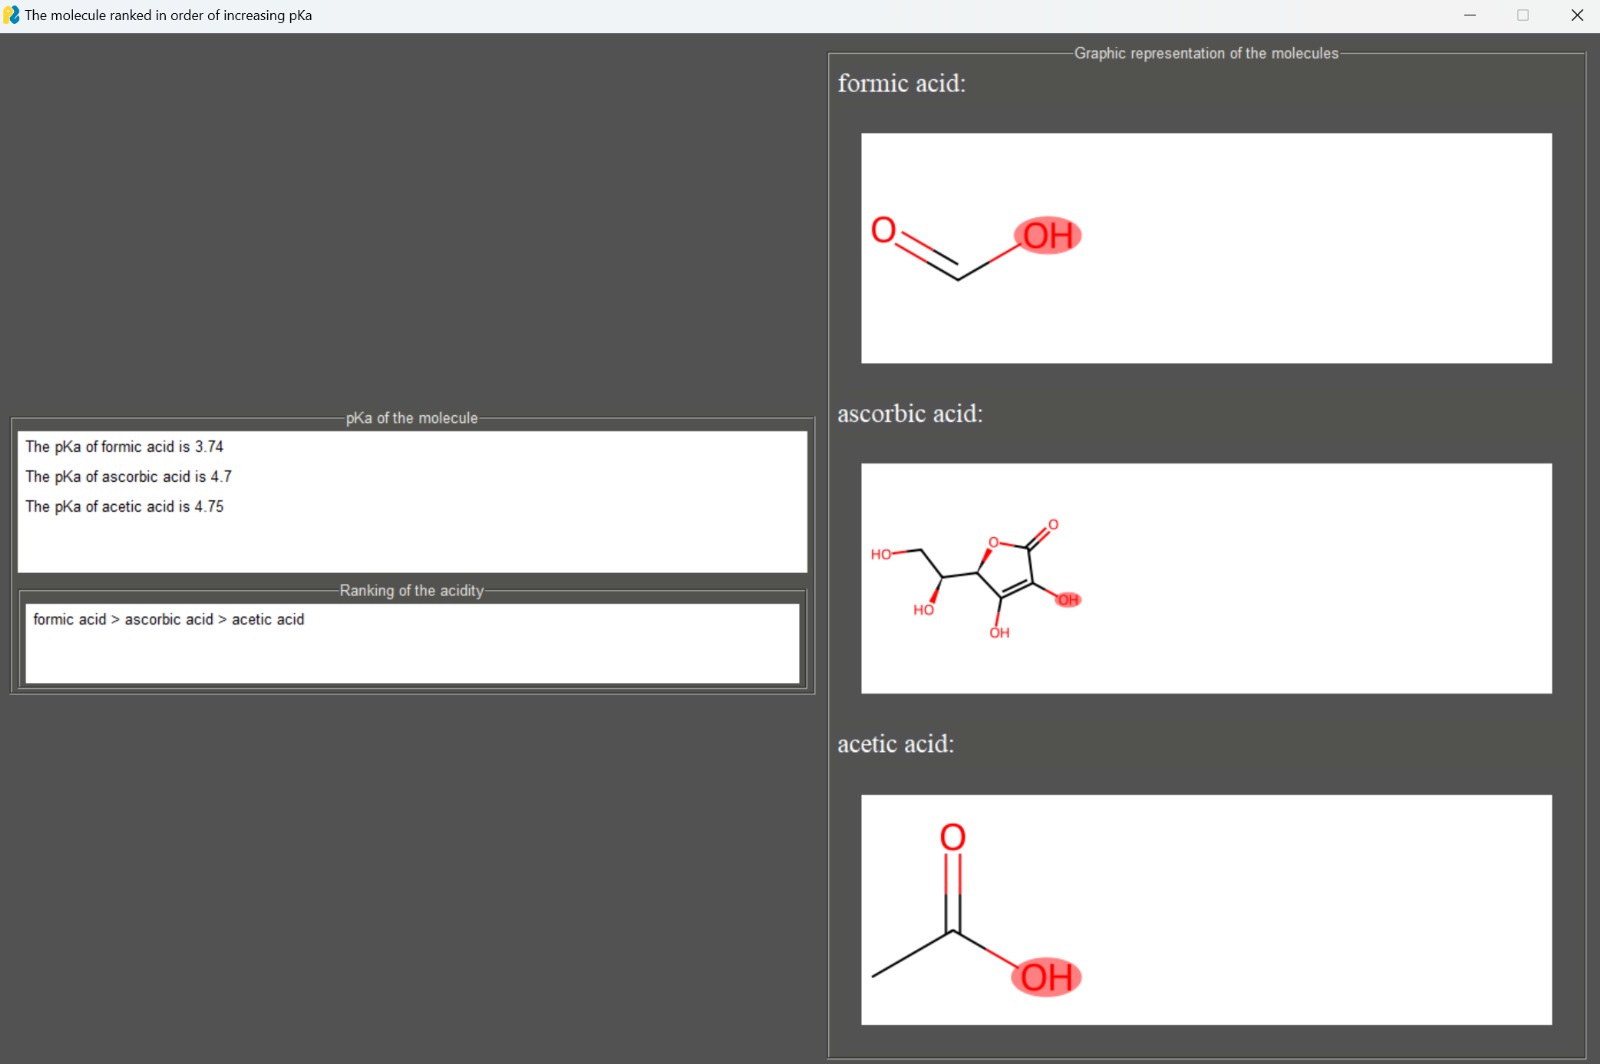 The molecule ranked in order of increasing pKa
pKa of the molecule
The pKa of formic acid is 3.74
The pKa of ascorbic acid is 4.7
The pKa of acetic acid is 4.75
Ranking of the acidity
formic acid > ascorbic acid > acetic acid
Graphic representation of the molecules
formic acid:
O
OH
ascorbic acid:
O
O
HO
OH
HO
OH
acetic acid:
O
OH